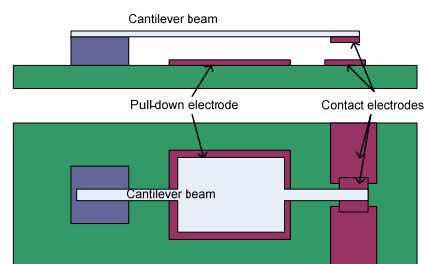 Cantilever beam
Pull-down electrode
Contact electrodes
Cantilever beam